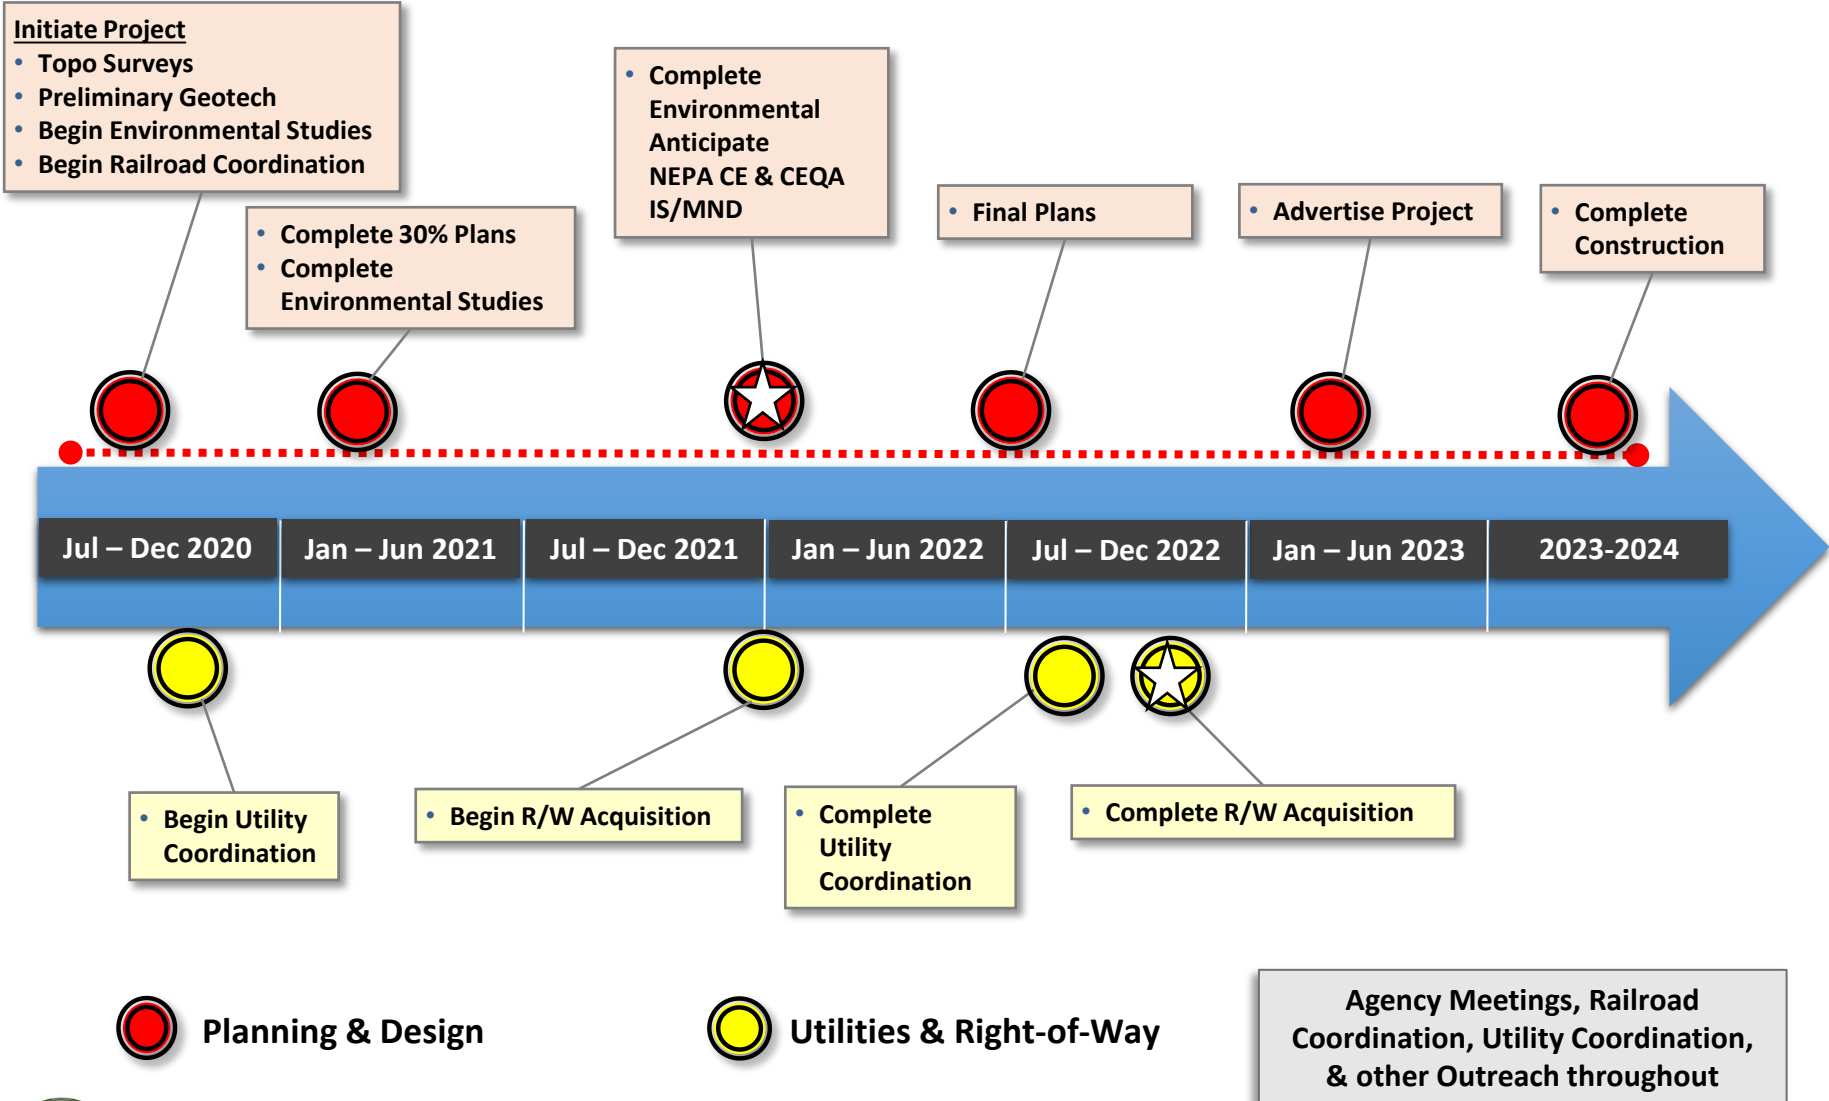 Initiate Project
• Topo Surveys
• Preliminary Geotech
• Begin Environmental Studies
• Begin Railroad Coordination
• Complete 30% Plans
• Complete
Environmental Studies
• Complete
Environmental
Anticipate
NEPA CE & CEQA
IS/MND
• Final Plans
• Advertise Project
• Complete
Construction
Jul – Dec 2020
Jan – Jun 2021
Jul – Dec 2021
Jan – Jun 2022
Jul – Dec 2022
Jan – Jun 2023
2023-2024
• Begin Utility
Coordination
• Begin R/W Acquisition
• Complete
Utility
Coordination
• Complete R/W Acquisition
Planning & Design
Utilities & Right-of-Way
Agency Meetings, Railroad
Coordination, Utility Coordination,
& other Outreach throughout